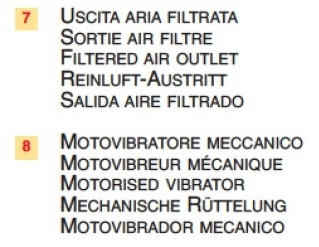 7 USCITA ARIA FILTRATA
SORTIE AIR FILTRE
FILTERED AIR OUTLET
REINLUFT-AUSTRITT
SALIDA AIRE FILTRADO
8 MOTOVIBRATORE MECCANICO
MOTOVIBREUR MÉCANIQUE
MOTORISED VIBRATOR
MECHANISCHE RÜTTELUNG
MOTOVIBRADOR MECANICO